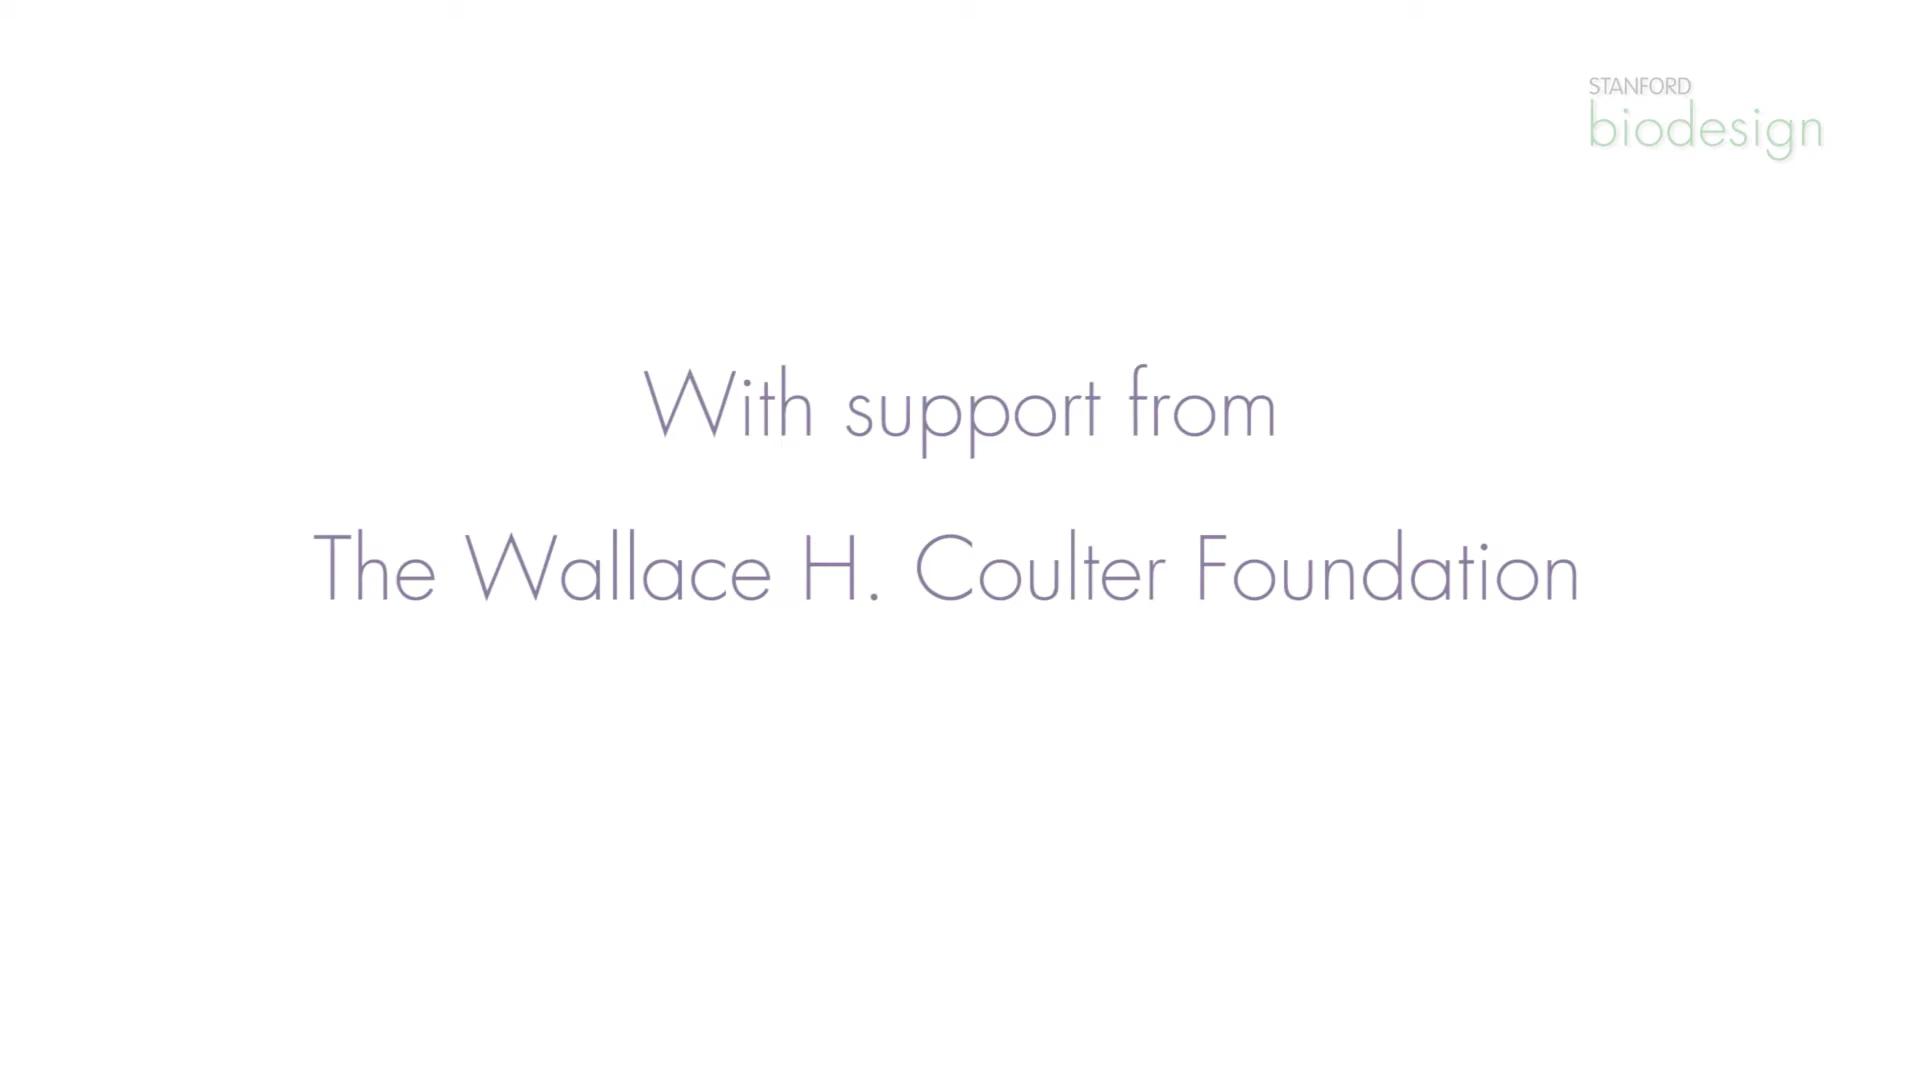 STANFORD
biodesign
With support from
The Wallace H. Coulter Foundation